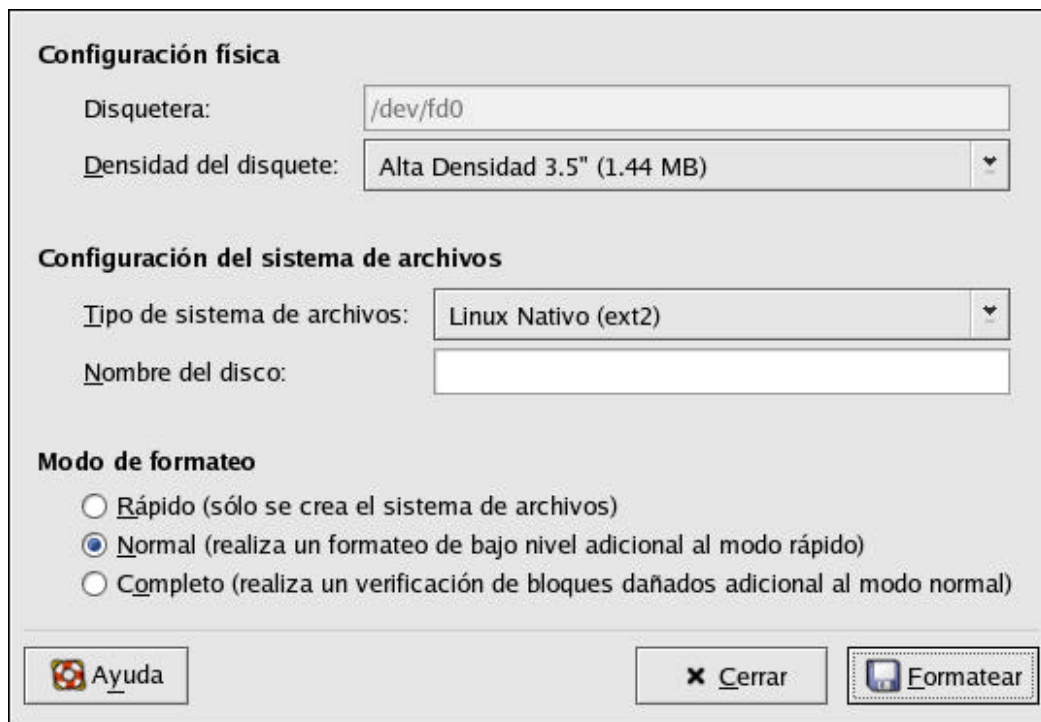 Configuración física
Disquetera: /dev/fd0
Densidad del disquete: Alta Densidad 3.5" (1.44 MB)
Configuración del sistema de archivos
Tipo de sistema de archivos: Linux Nativo (ext2)
Nombre del disco:
Modo de formateo
Rápido (sólo se crea el sistema de archivos)
Normal (realiza un formateo de bajo nivel adicional al modo rápido)
Completo (realiza un verificación de bloques dañados adicional al modo normal)
Ayuda Cerrar Formatear